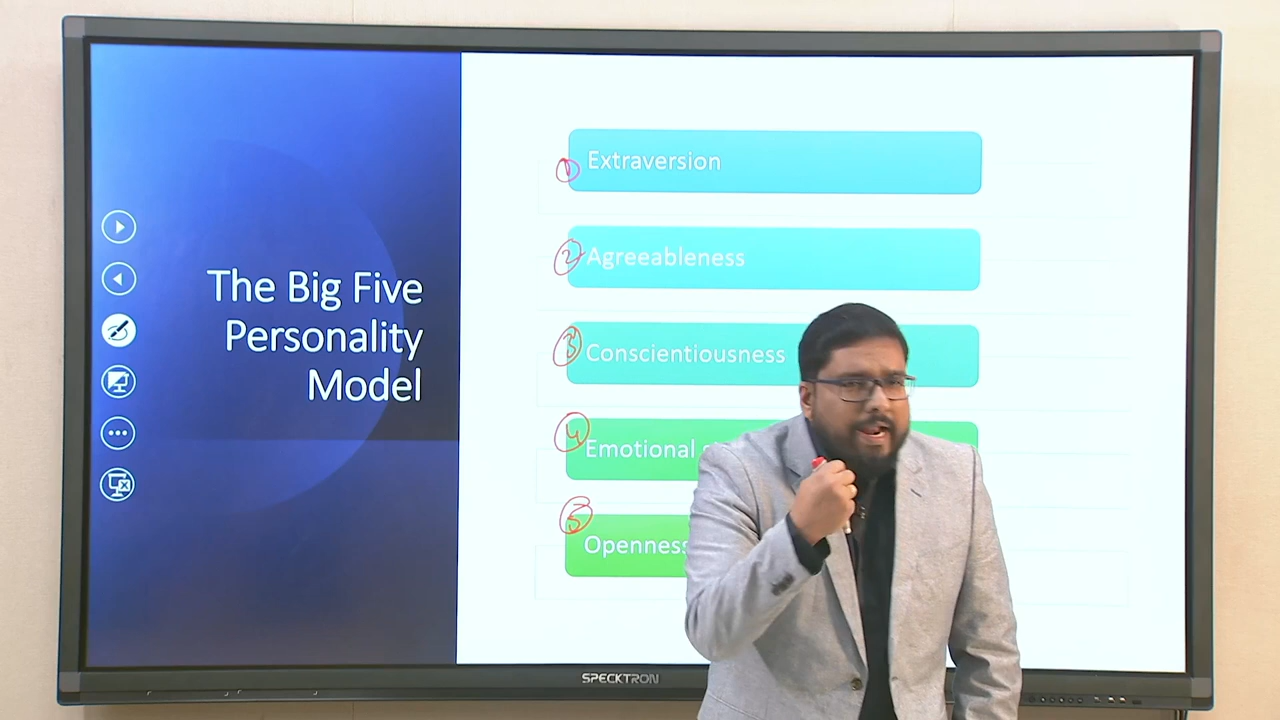 The Big Five
Personality
Model
1 Extraversion
2 Agreeableness
3 Conscientiousness
4 Emotional
5 Openness
SPECKTRON